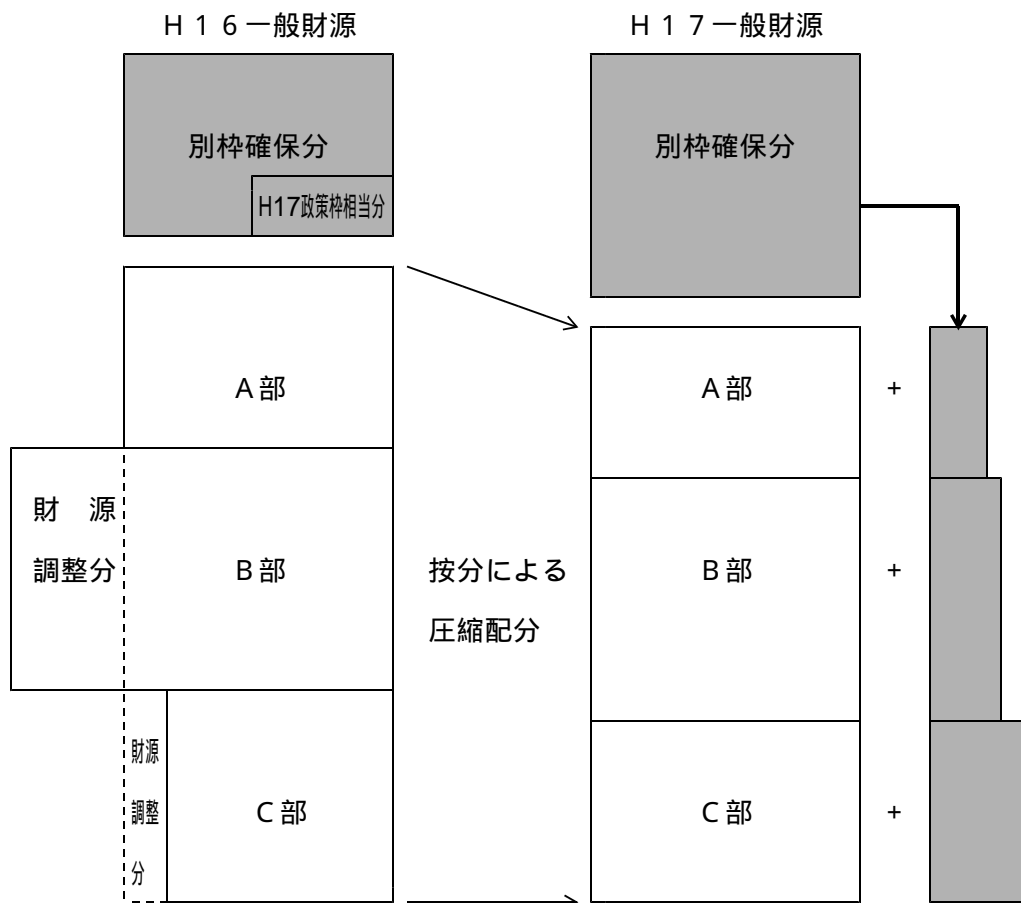 H16一般財源
H17一般財源
別枠確保分
H17政策枠相当分
別枠確保分
A部
A部
+
財 源
調整分
B部
按分による
圧縮配分
B部
+
財源
調整
分
C部
C部
+